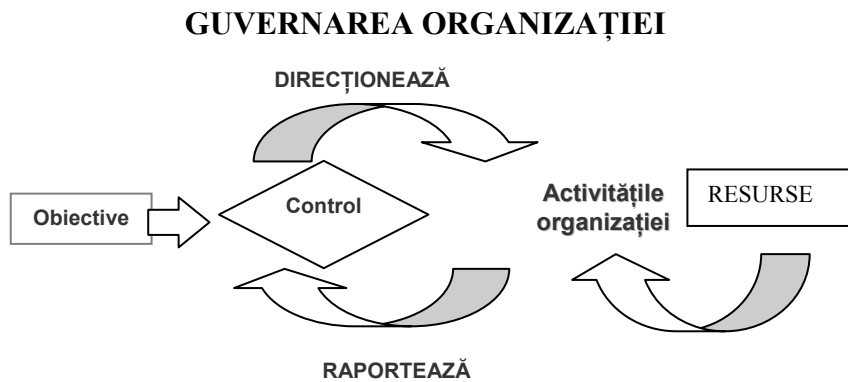 GUVERNAREA ORGANIZAȚIEI
DIRECȚIONEAZĂ
Obiective
Control
Activitățile
organizației
RESURSE
RAPORTEAZĂ